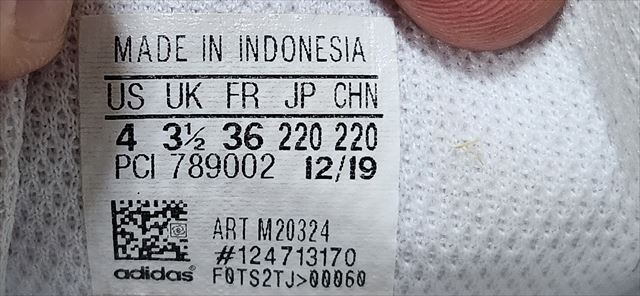 MADE IN INDONESIA
US UK FR JP CHN
4 3½ 36 220 220
PCI 789002 12/19
ART M20324
#124713170
adidas® F0TS2TJ>00060